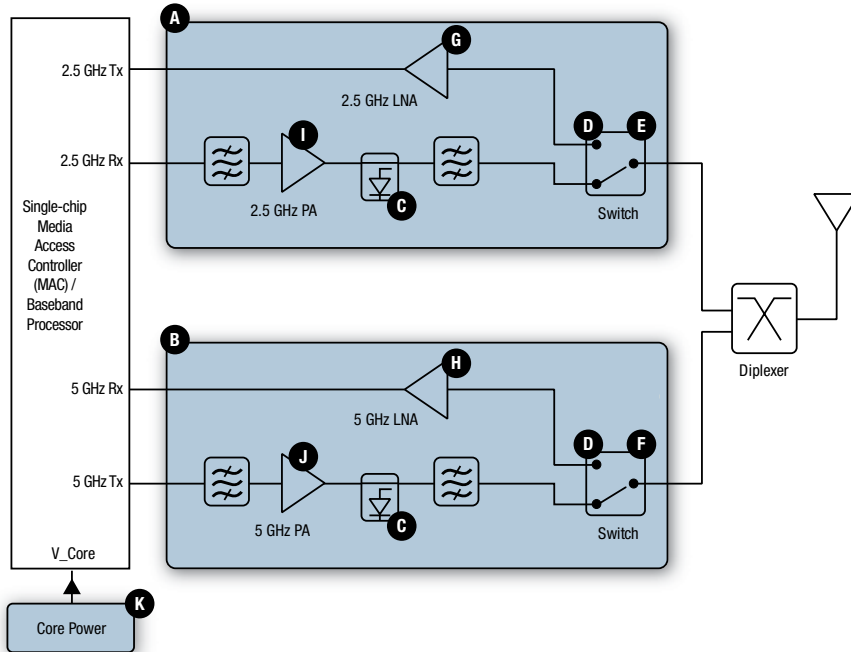 A
2.5 GHz Tx
G
2.5 GHz LNA
D
E
2.5 GHz Rx
I
2.5 GHz PA
C
Switch
Single-chip
Media
Access
Controller
(MAC) /
Baseband
Processor
Diplexer
B
5 GHz Rx
H
5 GHz LNA
D
F
5 GHz Tx
J
5 GHz PA
C
Switch
V_Core
K
Core Power